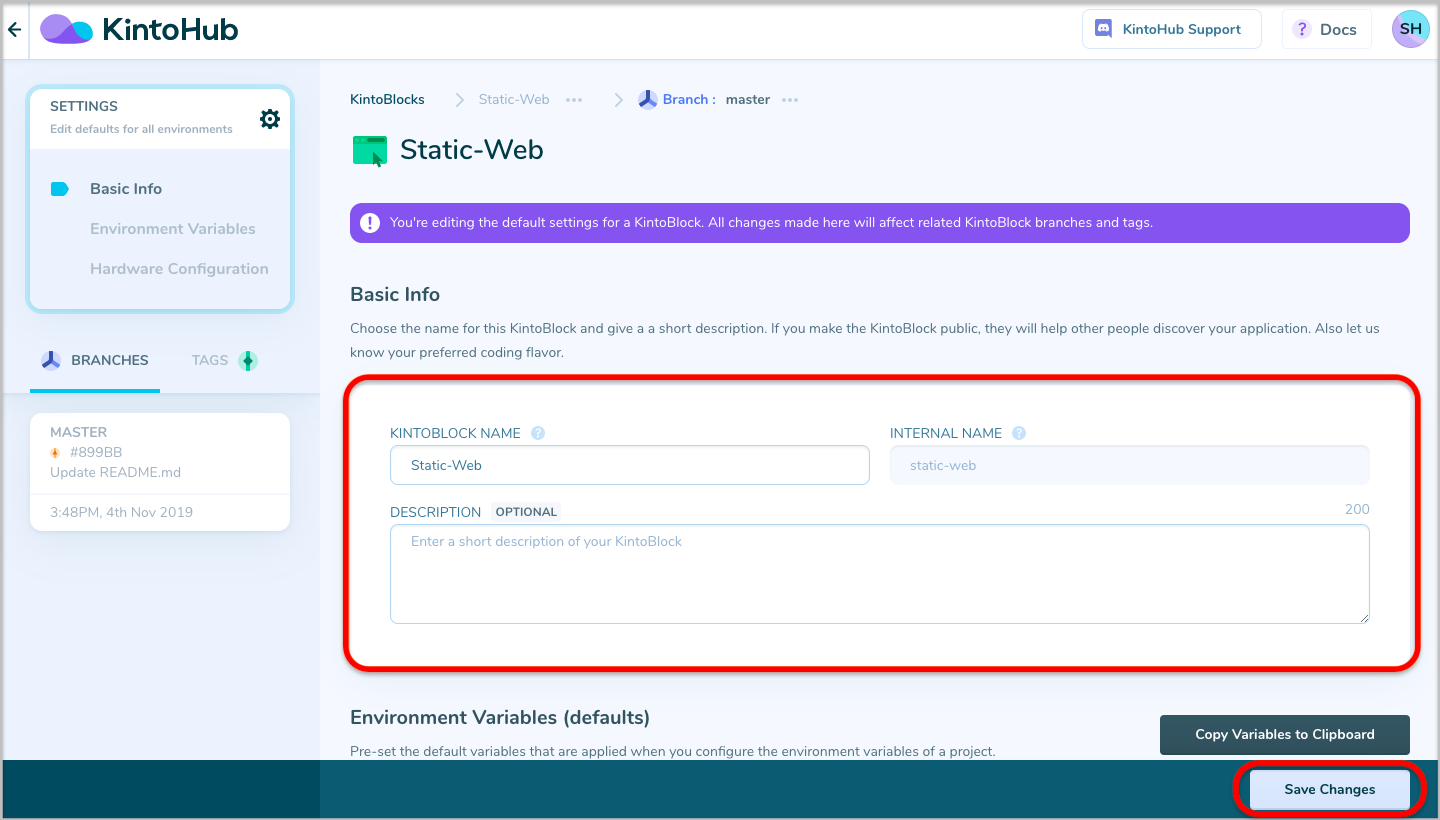 KintoHub
KintoHub Support
? Docs
SH
SETTINGS
Edit defaults for all environments
Basic Info
Environment Variables
Hardware Configuration
BRANCHES
TAGS
MASTER
#899BB
Update README.md
3:48PM, 4th Nov 2019
KintoBlocks
Static-Web
Branch : master
Static-Web
You're editing the default settings for a KintoBlock. All changes made here will affect related KintoBlock branches and tags.
Basic Info
Choose the name for this KintoBlock and give a a short description. If you make the KintoBlock public, they will help other people discover your application. Also let us
know your preferred coding flavor.
KINTOBLOCK NAME ?
INTERNAL NAME ?
Static-Web
static-web
DESCRIPTION OPTIONAL
200
Enter a short description of your KintoBlock
Environment Variables (defaults)
Pre-set the default variables that are applied when you configure the environment variables of a project.
Copy Variables to Clipboard
Save Changes